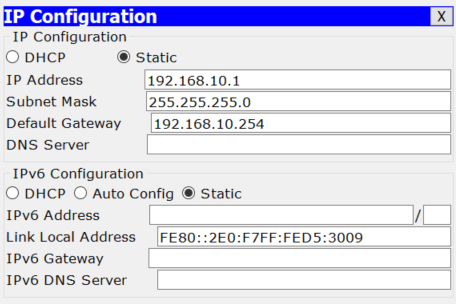 IP Configuration X
IP Configuration
DHCP Static
IP Address 192.168.10.1
Subnet Mask 255.255.255.0
Default Gateway 192.168.10.254
DNS Server
IPv6 Configuration
DHCP Auto Config Static
IPv6 Address /
Link Local Address FE80::2E0:F7FF:FED5:3009
IPv6 Gateway
IPv6 DNS Server